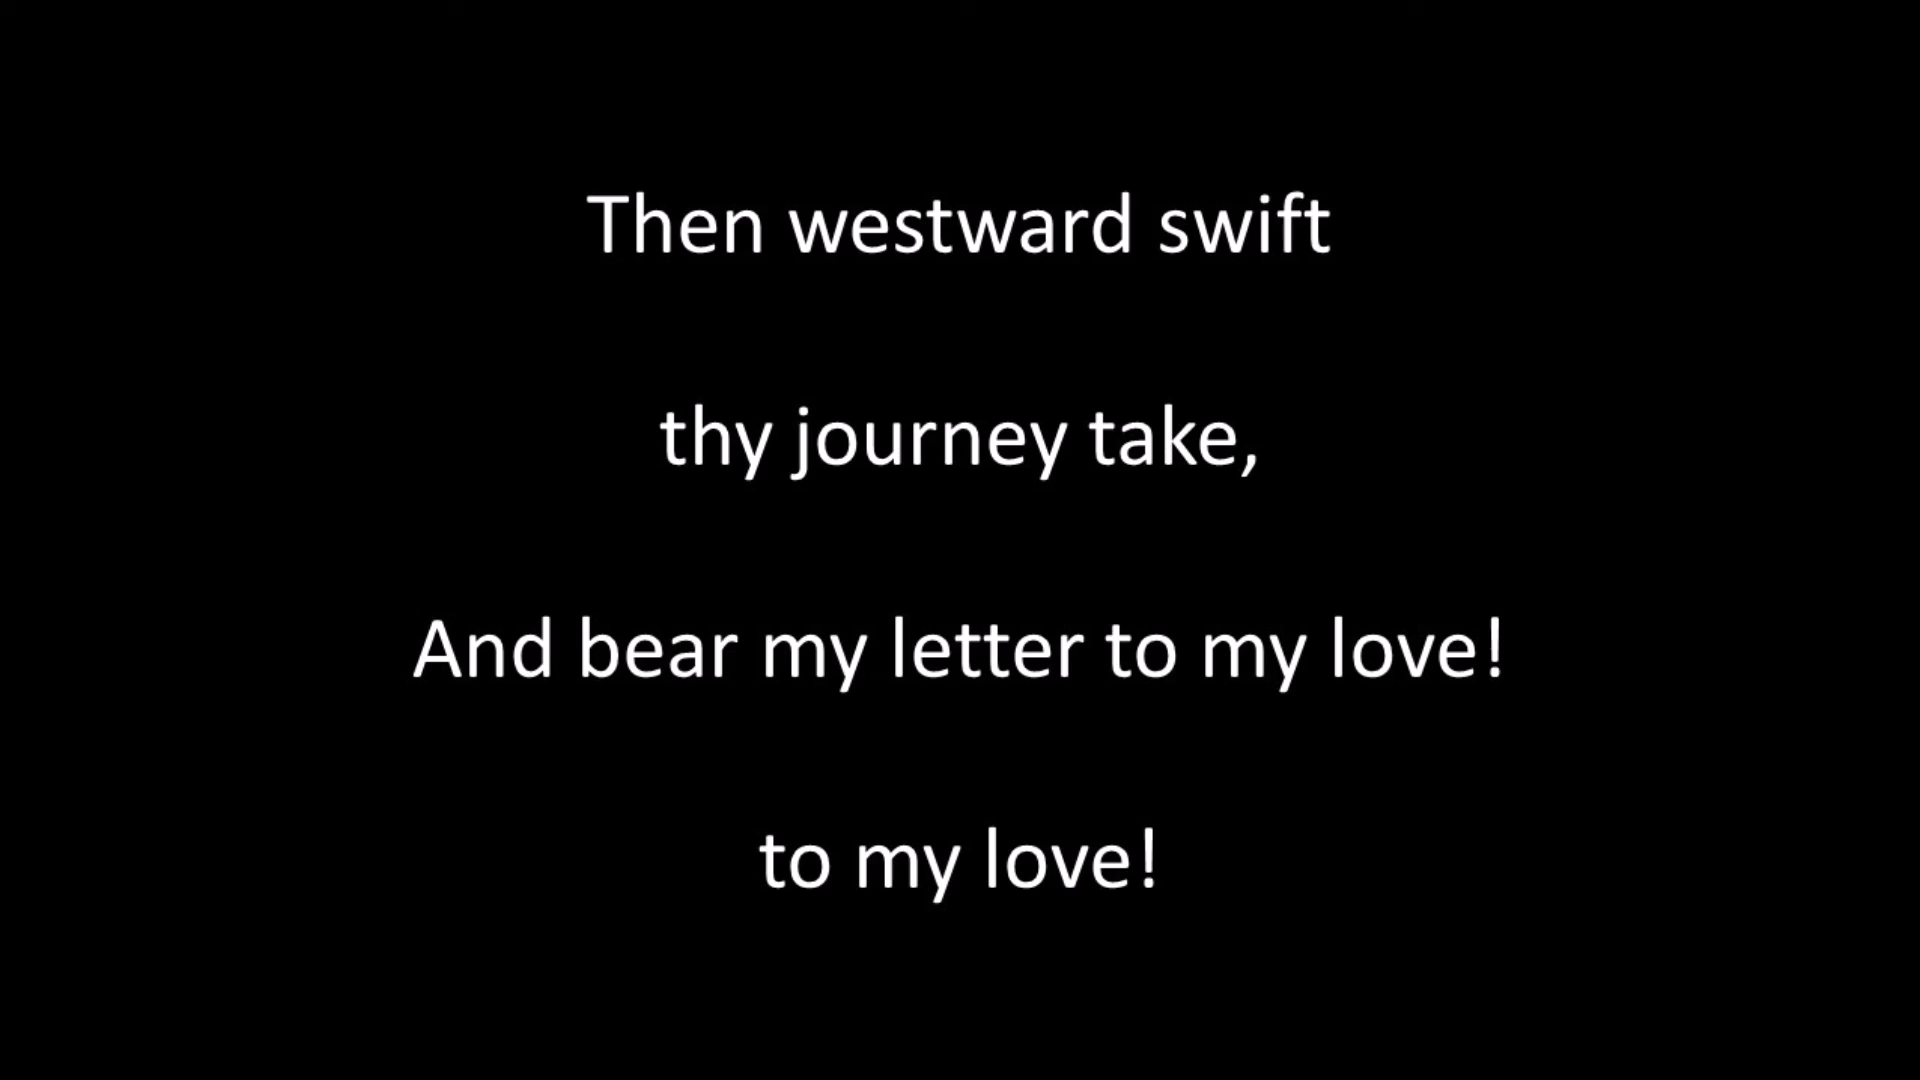 Then westward swift
thy journey take,
And bear my letter to my love!
to my love!